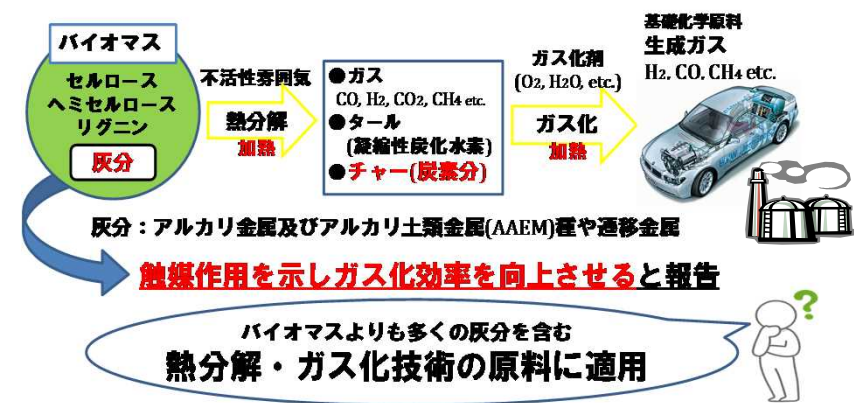 バイオマス
セルロース
ヘミセルロース
リグニン
灰分
不活性雰囲気
熱分解
加熱
●ガス
CO, H2, CO2, CH4 etc.
●タール
(凝縮性炭化水素)
●チャー(炭素分)
ガス化剤
(O2, H2O, etc.)
ガス化
加熱
基礎化学原料
生成ガス
H2, CO, CH4 etc.
灰分：アルカリ金属及びアルカリ土類金属(AAEM)種や遷移金属
触媒作用を示しガス化効率を向上させると報告
バイオマスよりも多くの灰分を含む
熱分解・ガス化技術の原料に適用
?